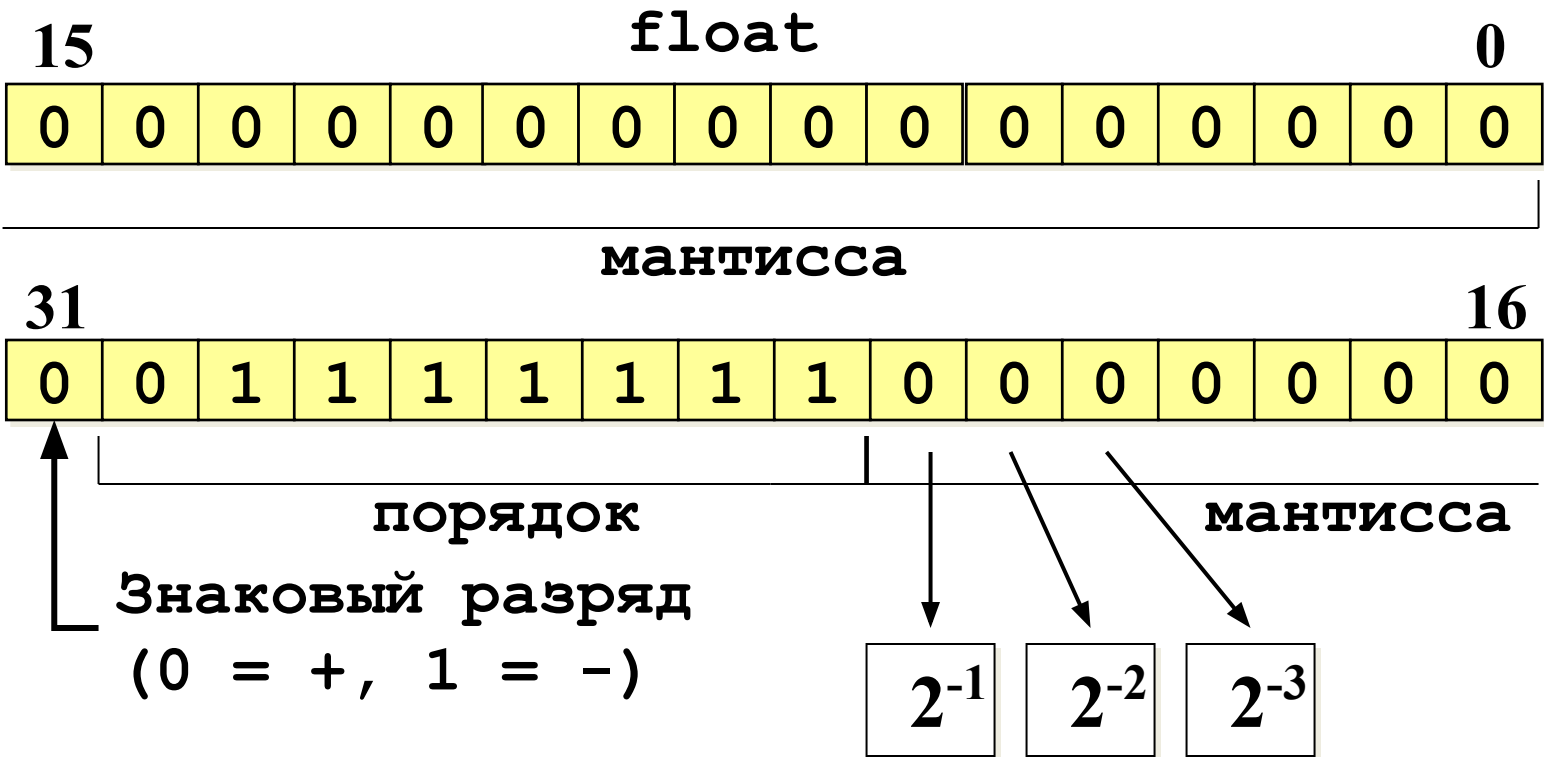 float
15 0
0 0 0 0 0 0 0 0 0 0 0 0 0 0 0 0
мантисса
31 16
0 0 1 1 1 1 1 1 1 0 0 0 0 0 0 0
порядок мантисса
Знаковый разряд
(0 = +, 1 = -)
2⁻¹ 2⁻² 2⁻³